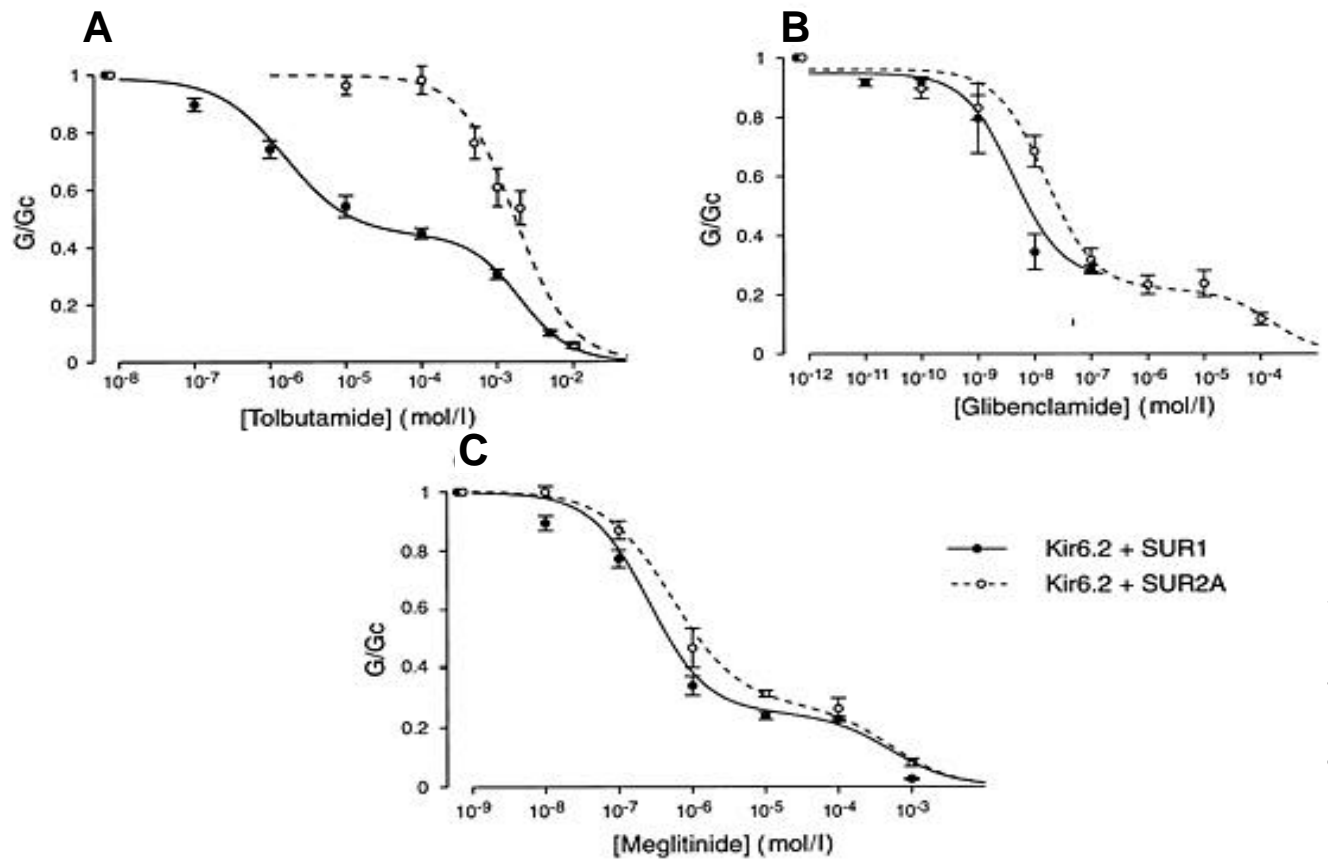 A
1
0.8
0.6
0.4
0.2
0
G/Gc
10-8 10-7 10-6 10-5 10-4 10-3 10-2
[Tolbutamide] (mol/l)
B
1
0.8
0.6
0.4
0.2
0
G/Gc
10-12 10-11 10-10 10-9 10-8 10-7 10-6 10-5 10-4
[Glibenclamide] (mol/l)
C
1
0.8
0.6
0.4
0.2
0
G/Gc
10-9 10-8 10-7 10-6 10-5 10-4 10-3
[Meglitinide] (mol/l)
Kir6.2 + SUR1
Kir6.2 + SUR2A